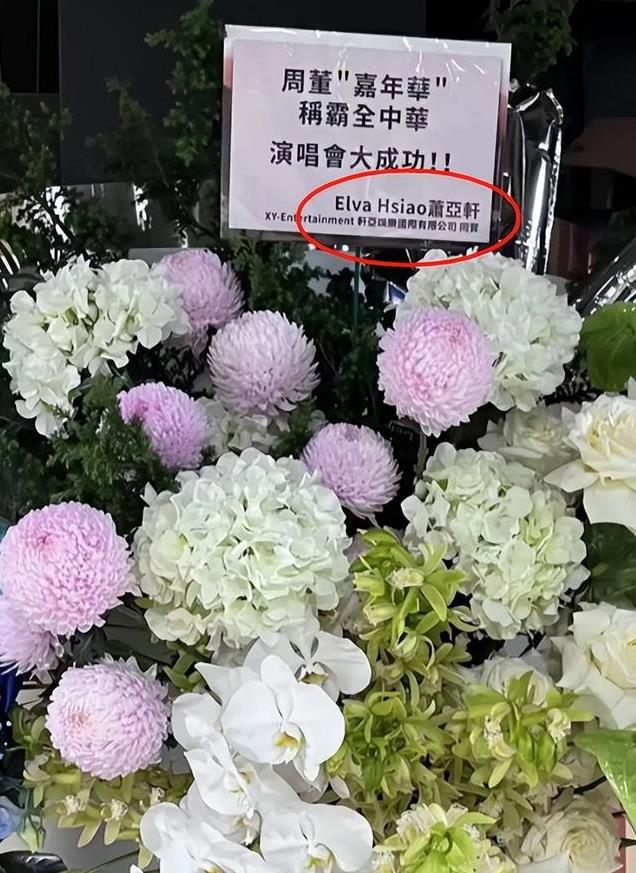 周董"嘉年華"
稱霸全中華
演唱會大成功!!
Elva Hsiao蕭亞軒
XY-Entertainment 軒亞娛樂國際有限公司 同賀